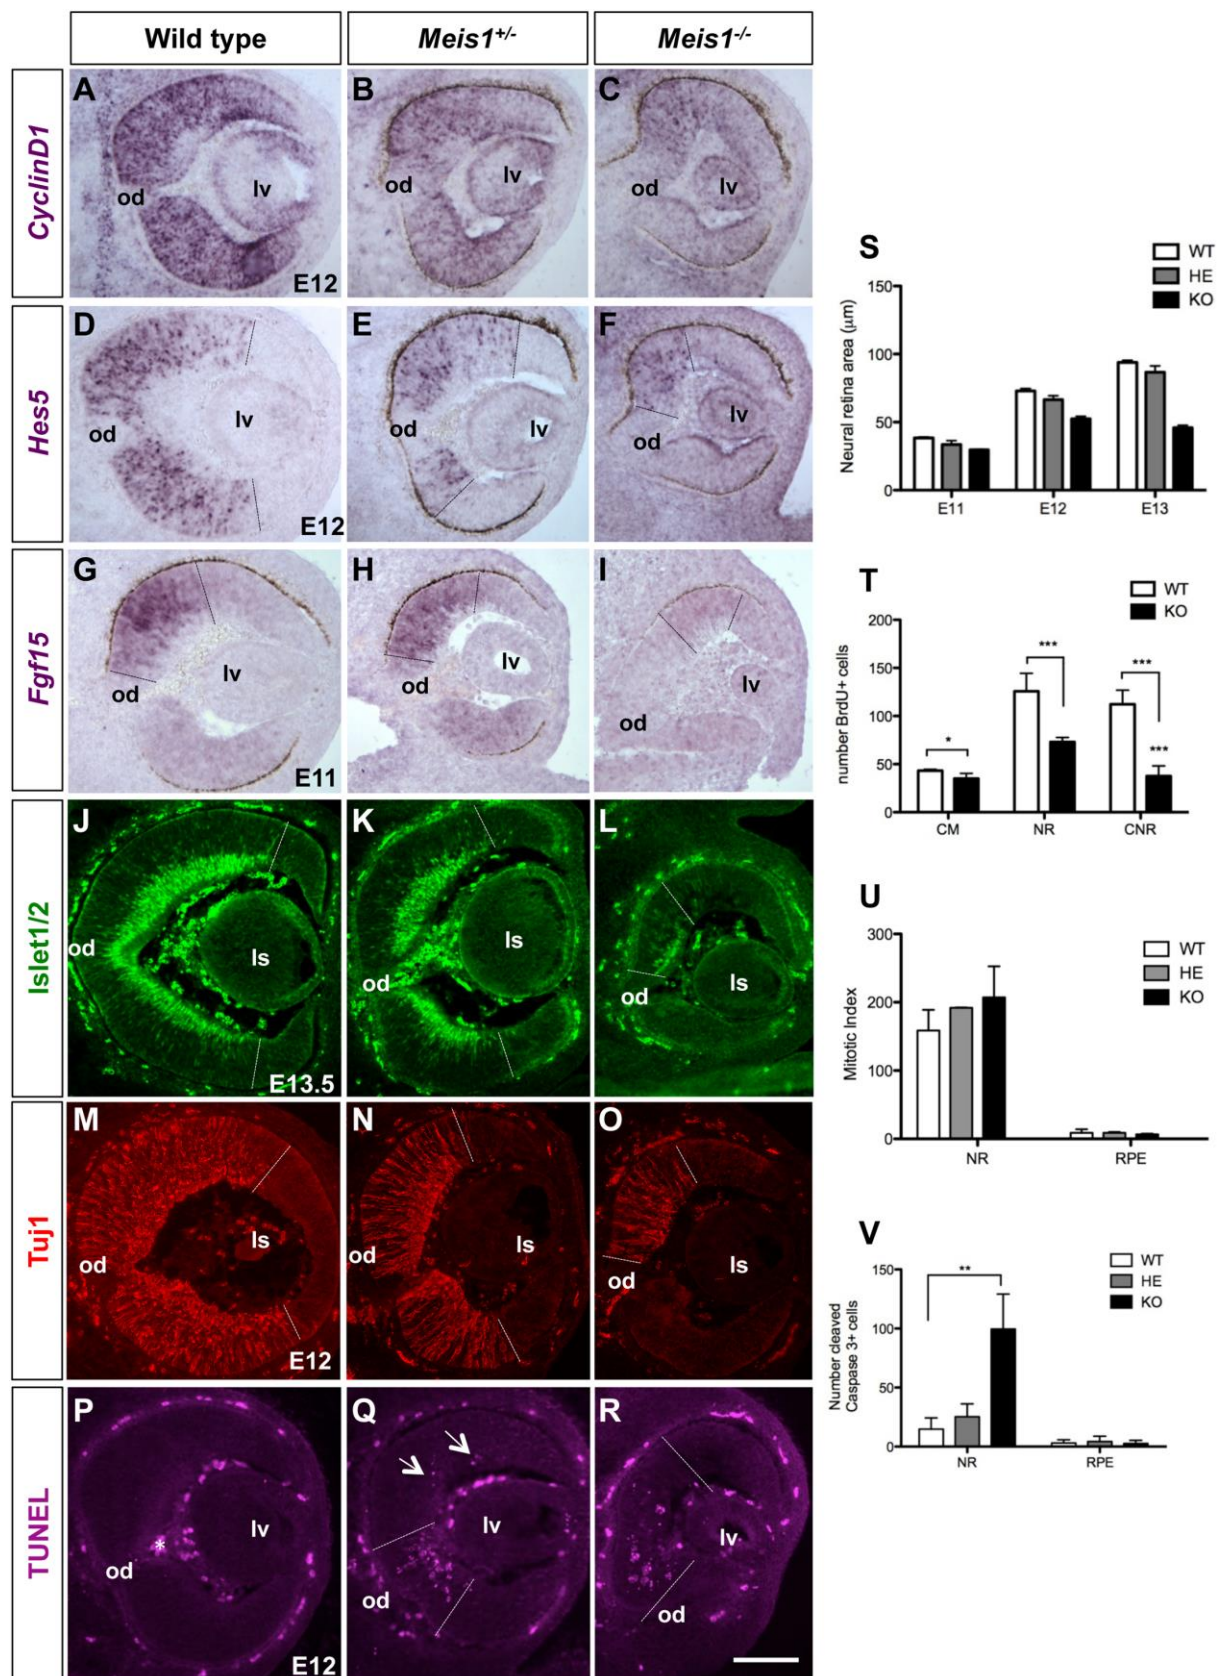 Wild type
Meis1+/-
Meis1-/-
CyclinD1
A
od
lv
E12
B
od
lv
C
od
lv
Hes5
D
od
lv
E12
E
od
lv
F
od
lv
Fgf15
G
od
lv
E11
H
od
lv
I
od
lv
Islet1/2
J
od
ls
E13.5
K
od
ls
L
od
ls
Tuj1
M
od
ls
E12
N
od
ls
O
od
ls
TUNEL
P
*
od
lv
E12
Q
od
lv
R
od
lv
S
WT
HE
KO
Neural retina area (μm)
150
100
50
0
E11
E12
E13
T
WT
KO
number BrdU+ cells
200
150
100
50
0
*
***
***
***
CM
NR
CNR
U
WT
HE
KO
Mitotic Index
300
200
100
0
NR
RPE
V
WT
HE
KO
Number cleaved
Caspase 3+ cells
150
100
50
0
**
NR
RPE